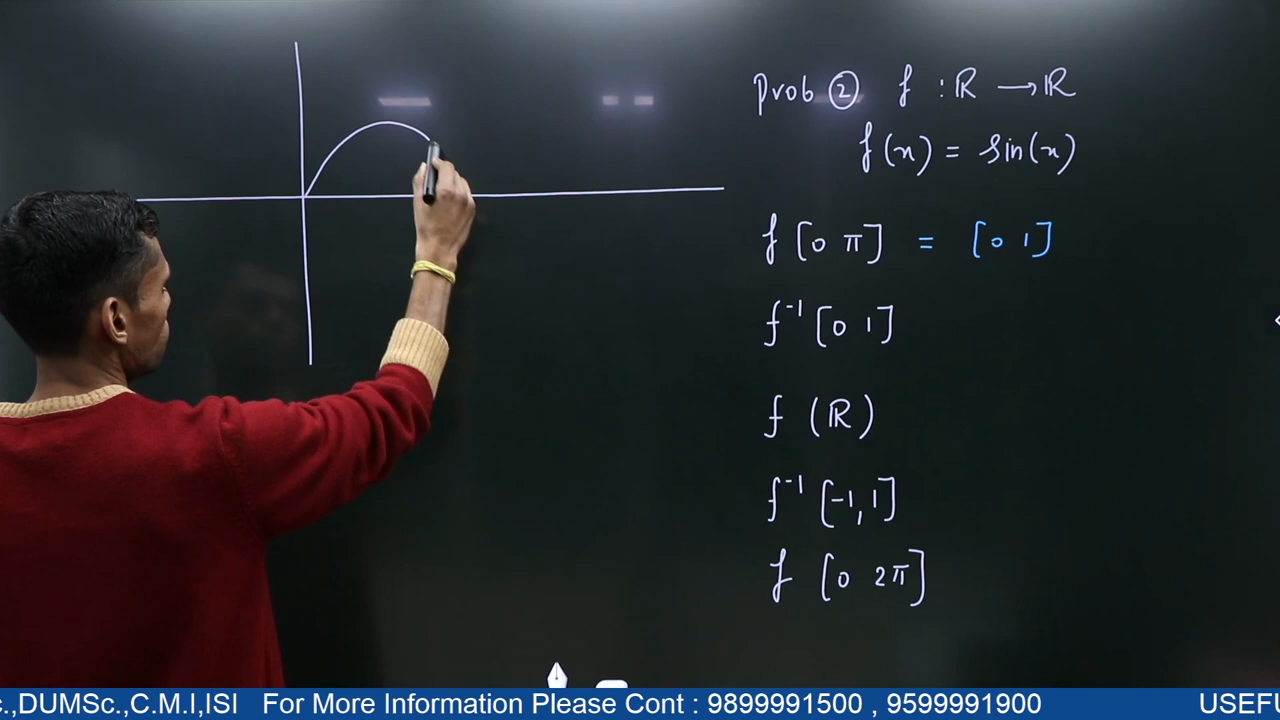 Prob ② f : ℝ → ℝ
f(x) = Sin(x)
f [0 π] = [0 1]
f⁻¹ [0 1]
f (ℝ)
f⁻¹ [-1, 1]
f [0 2π]
.,DUMSc.,C.M.I,ISI For More Information Please Cont : 9899991500 , 9599991900